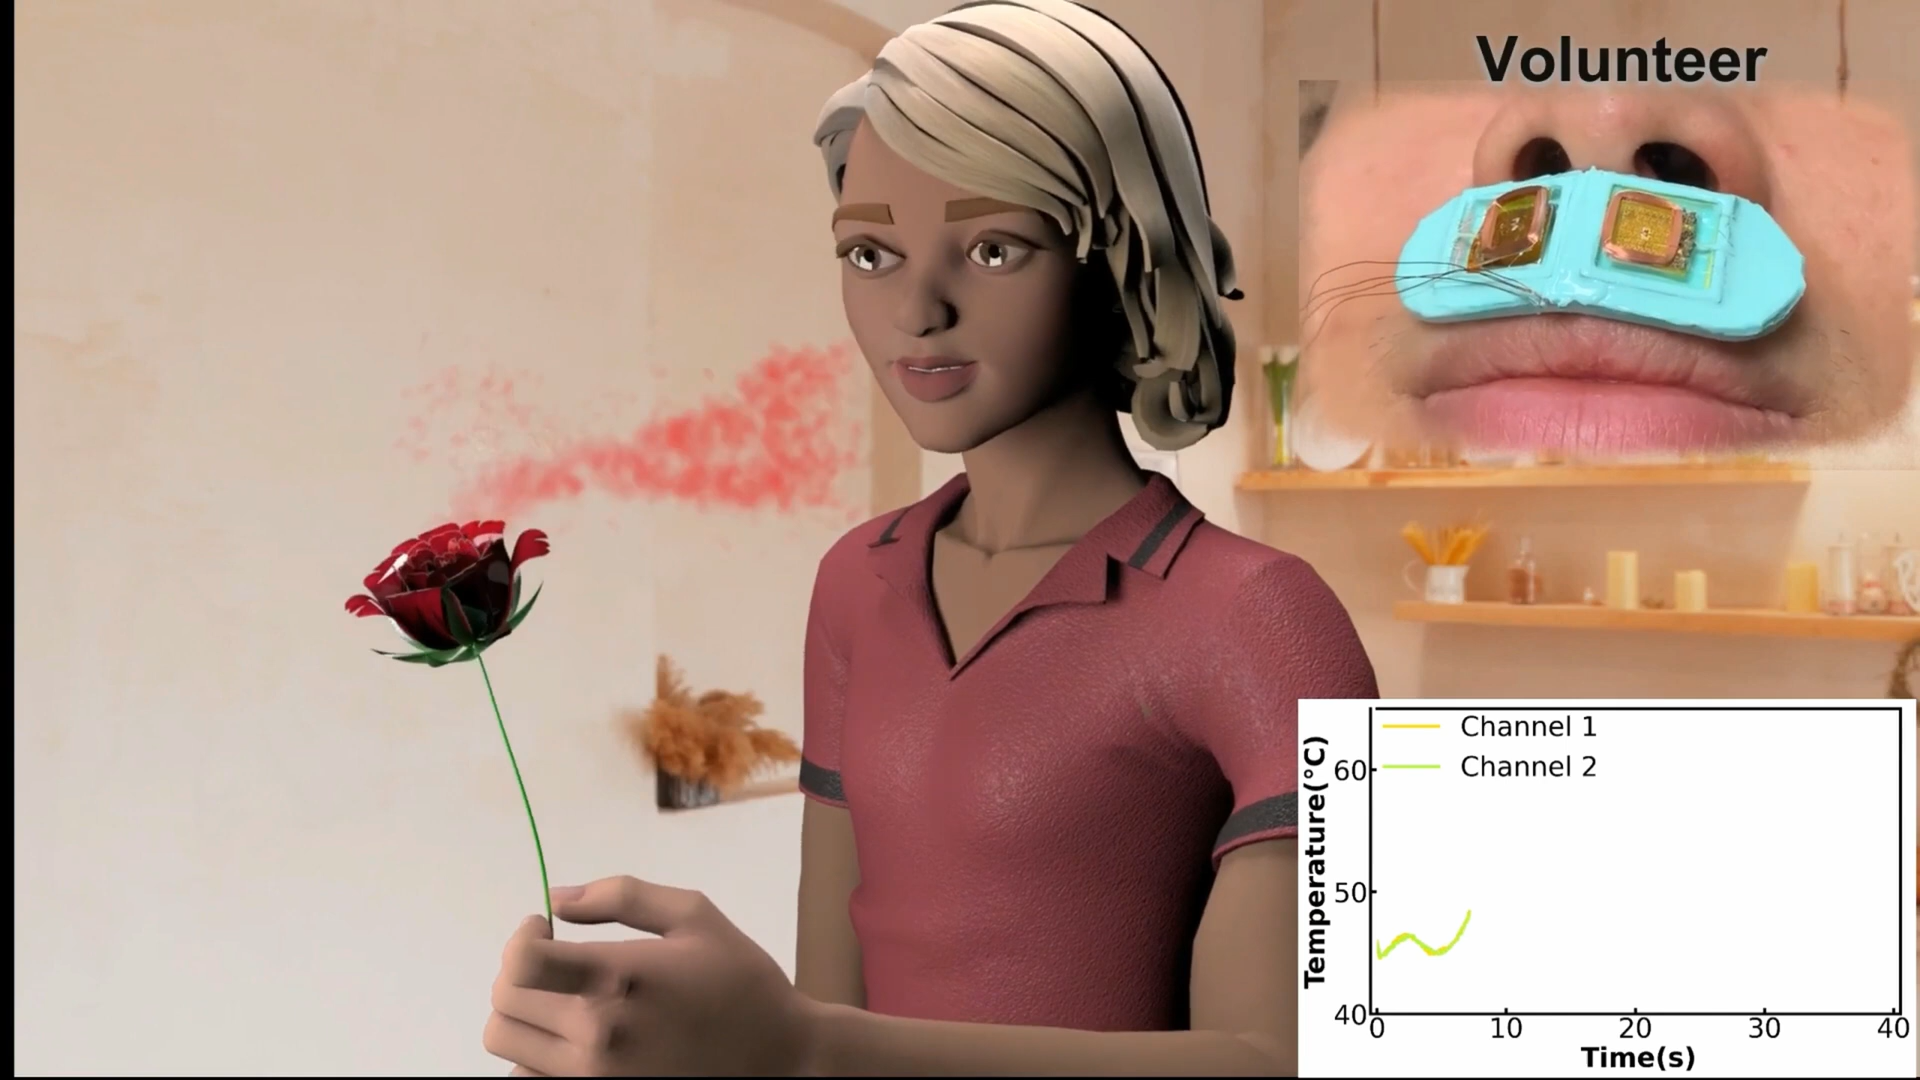 Volunteer
Channel 1
Channel 2
Temperature(°C)
60
50
40
0 10 20 30 40
Time(s)